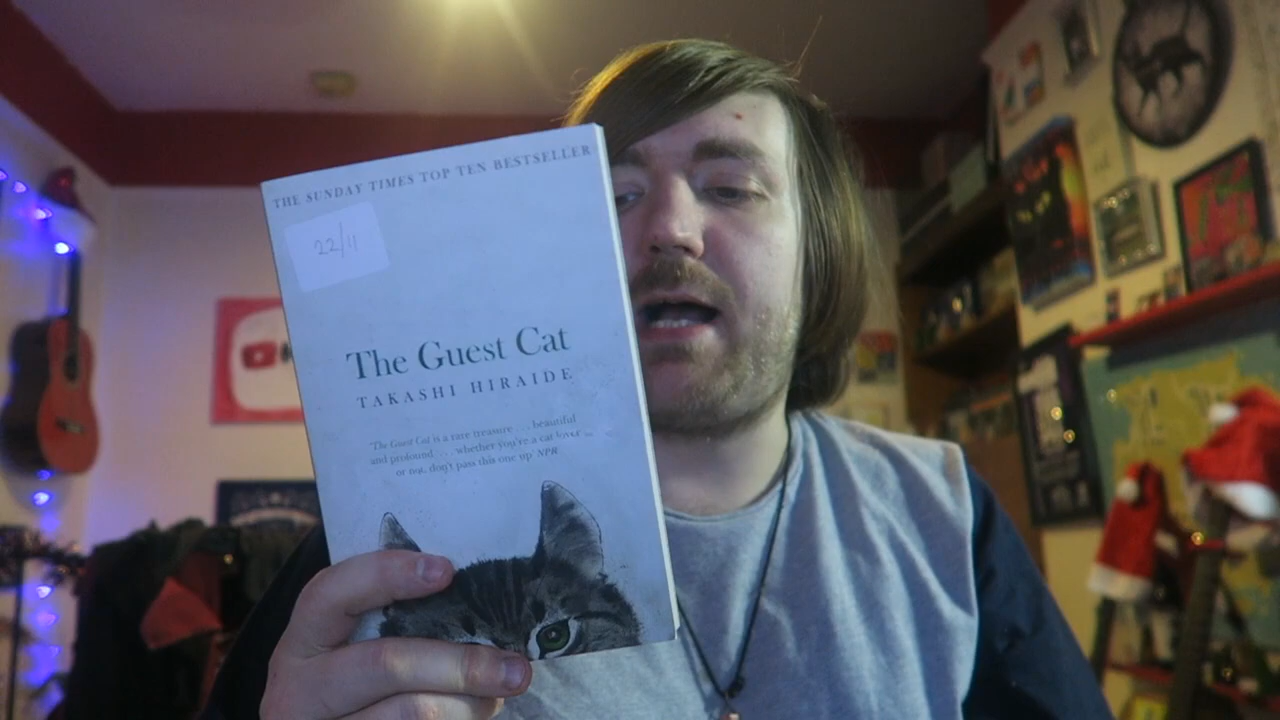 THE SUNDAY TIMES TOP TEN BESTSELLER
22/11
The Guest Cat
TAKASHI HIRAIDE
'The Guest Cat is a rare treasure . . . beautiful
and profound . . . whether you're a cat lover
or not, don't pass this one up' NPR